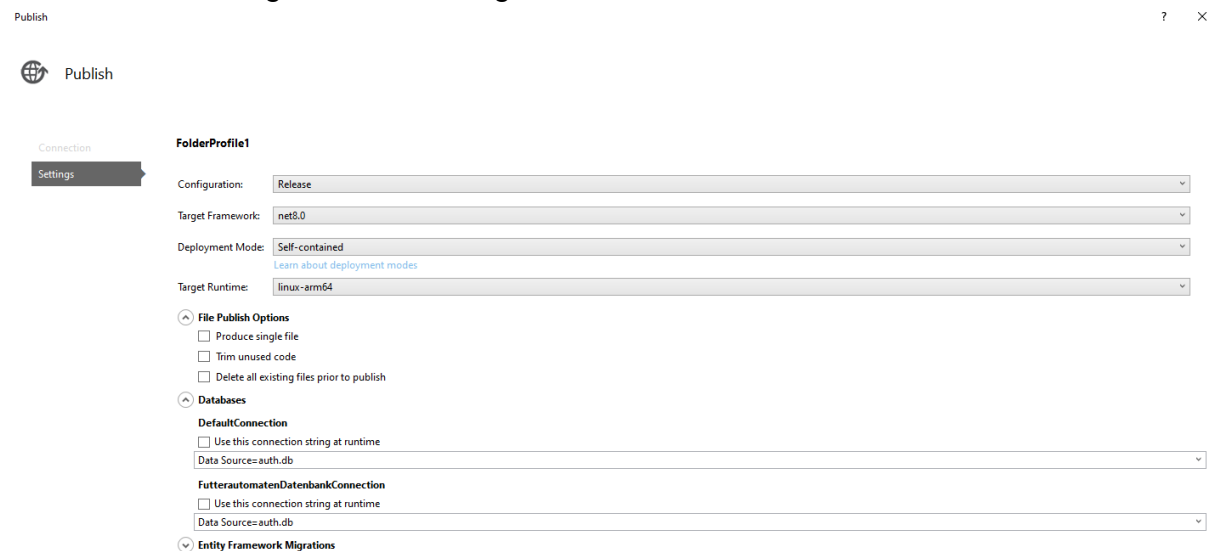 Publish
? ×
Publish
Connection
Settings
FolderProfile1
Configuration: Release
Target Framework: net8.0
Deployment Mode: Self-contained
Learn about deployment modes
Target Runtime: linux-arm64
File Publish Options
Produce single file
Trim unused code
Delete all existing files prior to publish
Databases
DefaultConnection
Use this connection string at runtime
Data Source=auth.db
FutterautomatenDatenbankConnection
Use this connection string at runtime
Data Source=auth.db
Entity Framework Migrations